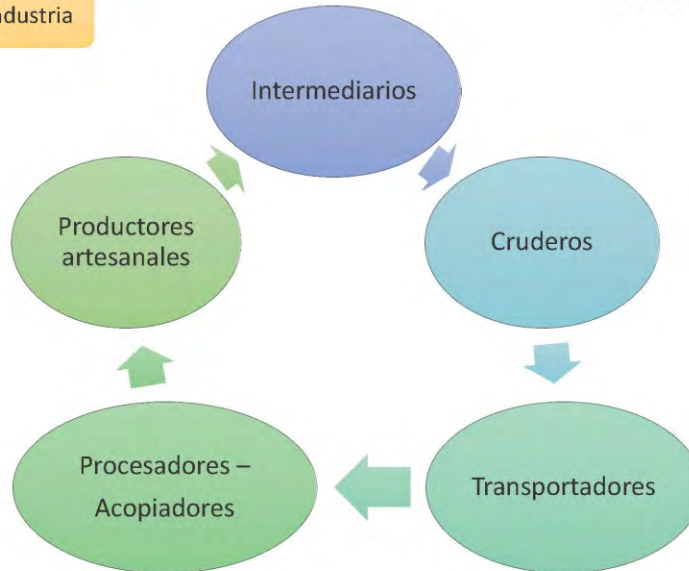 ndustria
Intermediarios
Productores
artesanales
Cruderos
Procesadores –
Acopiadores
Transportadores